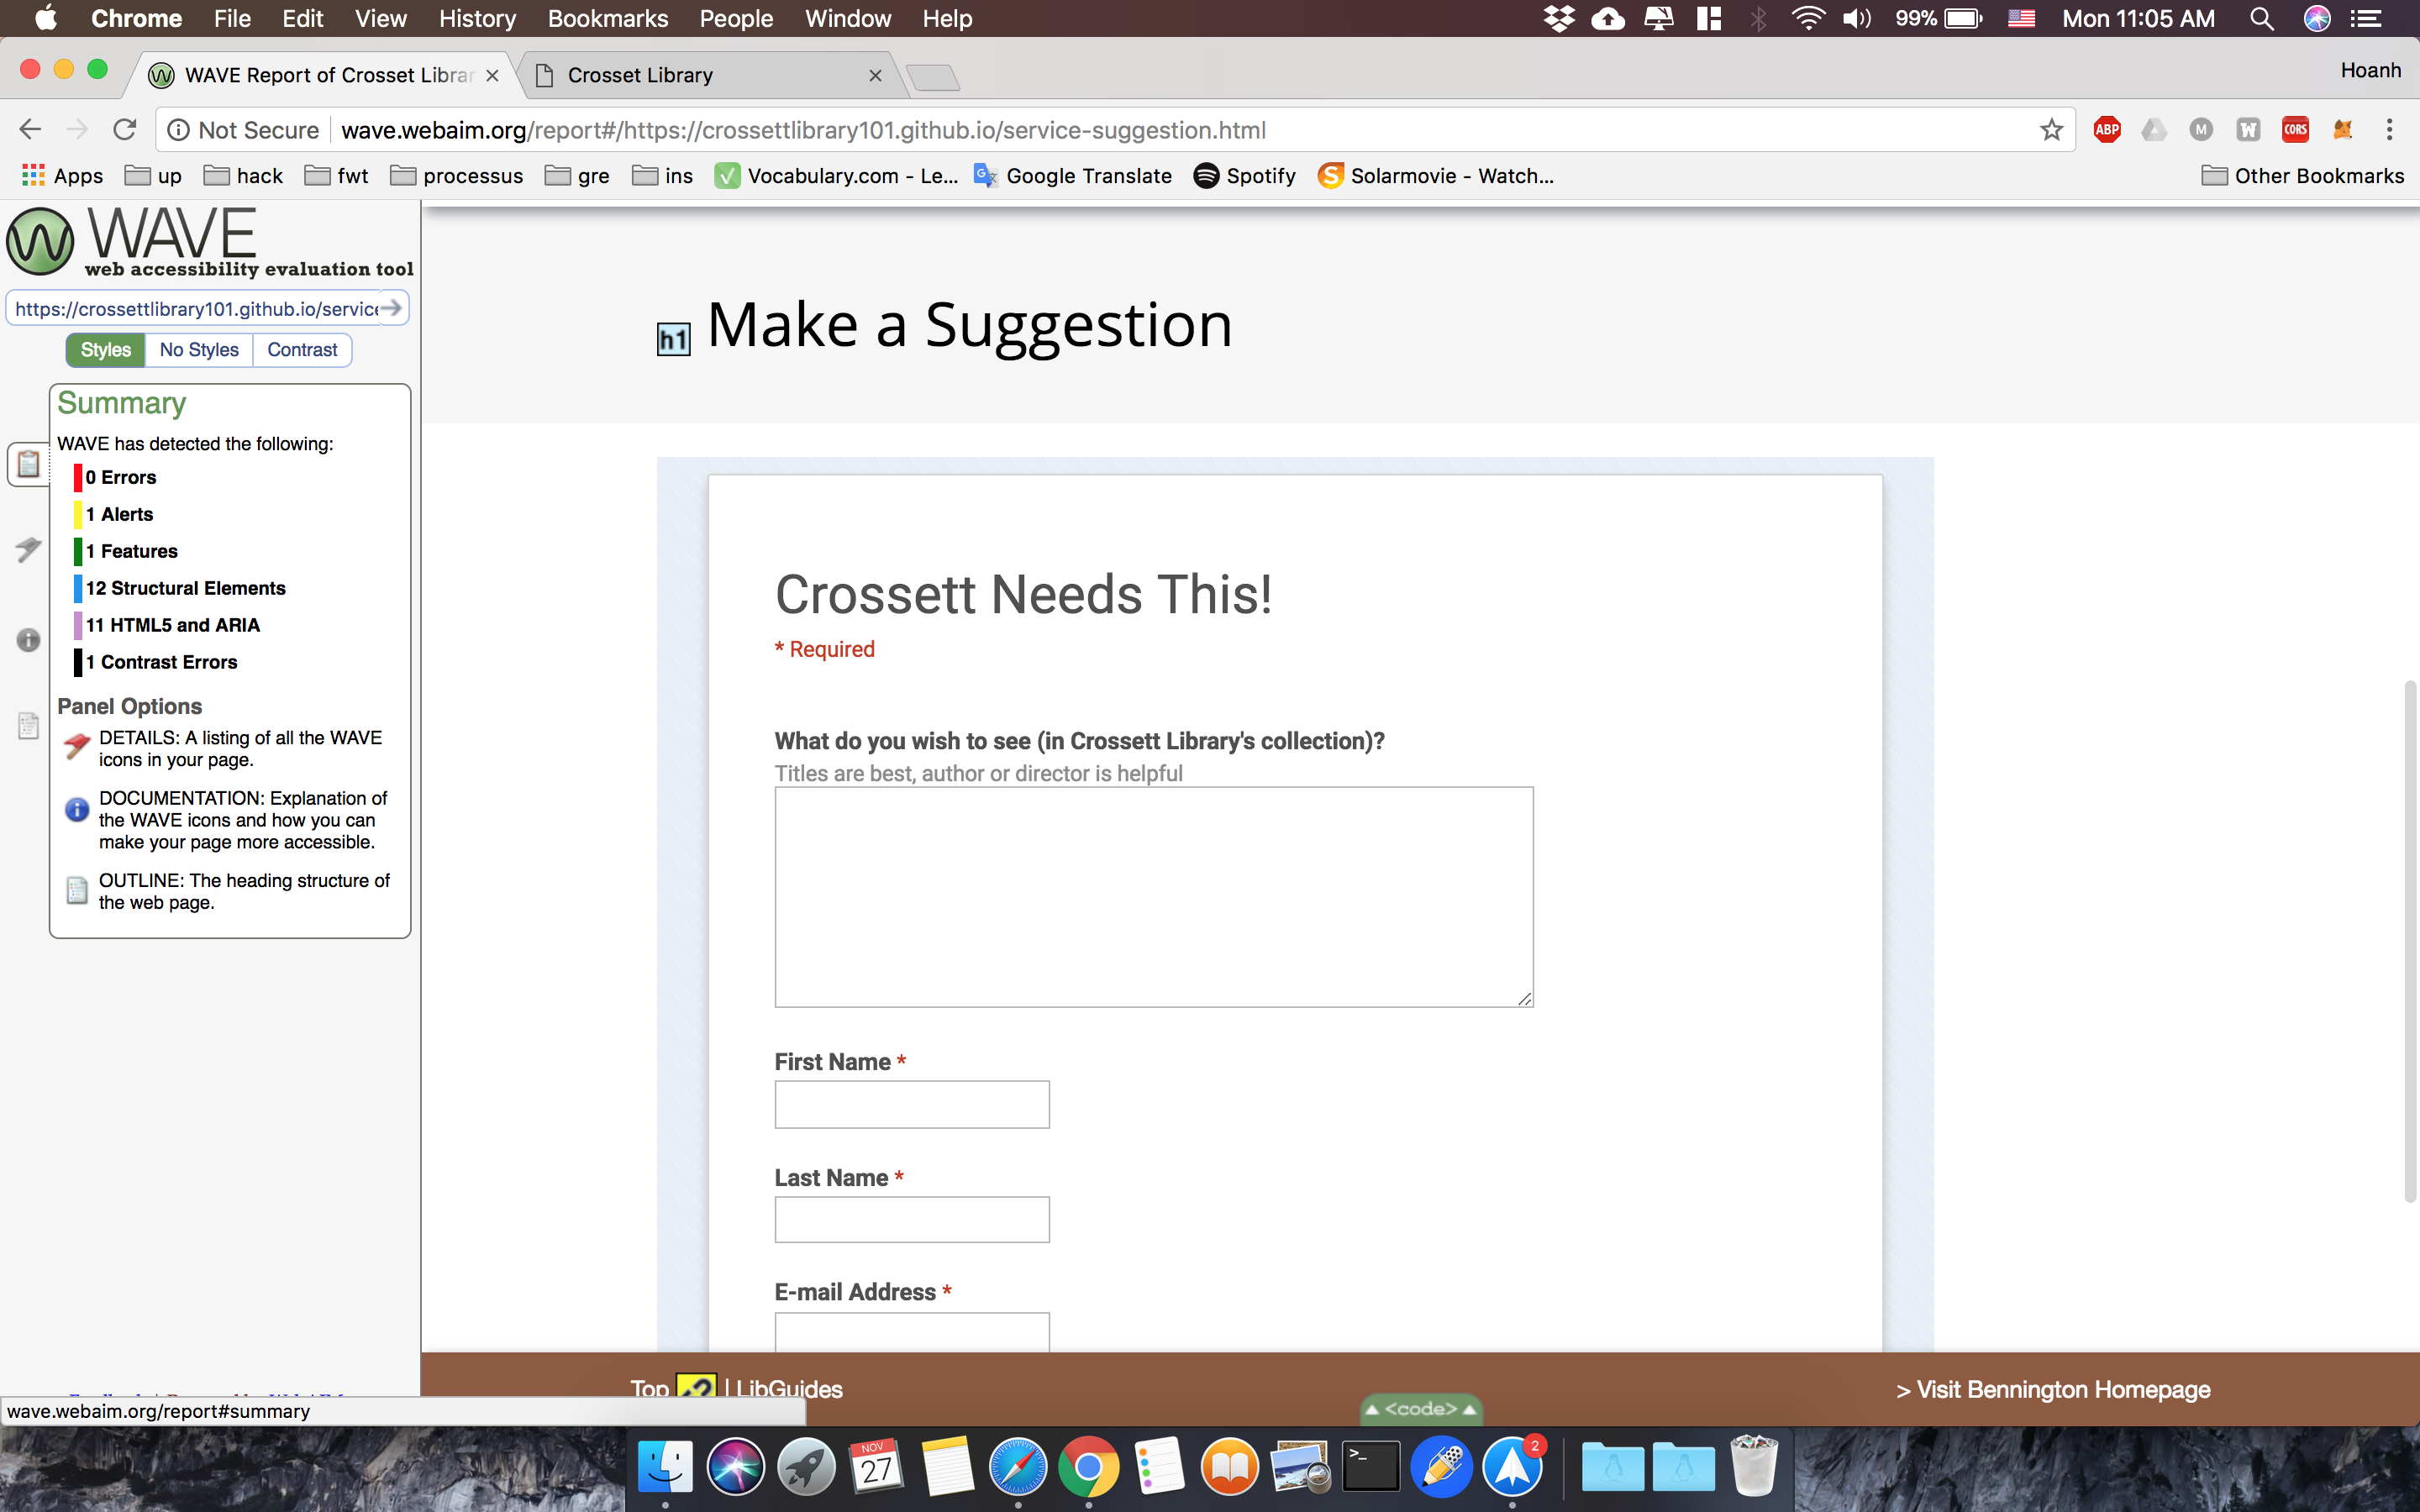 Chrome File Edit View History Bookmarks People Window Help 99% Mon 11:05 AM
WAVE Report of Crosset Librar Crosset Library Hoanh
Not Secure wave.webaim.org/report#/https://crossettlibrary101.github.io/service-suggestion.html ABP M W CORS
Apps up hack fwt processus gre ins Vocabulary.com - Le... Google Translate Spotify Solarmovie - Watch... Other Bookmarks
WAVE
web accessibility evaluation tool
https://crossettlibrary101.github.io/service
Styles No Styles Contrast
Summary
WAVE has detected the following:
0 Errors
1 Alerts
1 Features
12 Structural Elements
11 HTML5 and ARIA
1 Contrast Errors
Panel Options
DETAILS: A listing of all the WAVE
icons in your page.
DOCUMENTATION: Explanation of
the WAVE icons and how you can
make your page more accessible.
OUTLINE: The heading structure of
the web page.
wave.webaim.org/report#summary
h1 Make a Suggestion
Crossett Needs This!
* Required
What do you wish to see (in Crossett Library's collection)?
Titles are best, author or director is helpful
First Name *
Last Name *
E-mail Address *
Top | LibGuides
> Visit Bennington Homepage
<code>
NOV
27
>_
2